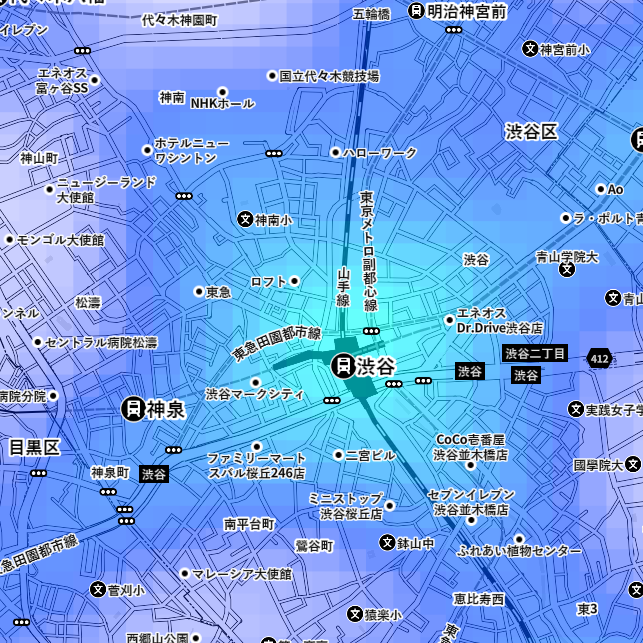 代々木神園町
五輪橋
明治神宮前
イレブン
神宮前小
エネオス
富ヶ谷SS
国立代々木競技場
神南
NHKホール
渋谷区
ホテルニュー
ワシントン
ハローワーク
神山町
ニュージーランド
大使館
Ao
神南小
ラ・ポルト青
東京メトロ副都心線
モンゴル大使館
渋谷
青山学院大
山手線
ロフト
東急
青山
松濤
ンネル
エネオス
Dr.Drive渋谷店
東急田園都市線
セントラル病院松濤
渋谷二丁目
412
渋谷
渋谷
渋谷
病院分院
渋谷マークシティ
神泉
実践女子学
目黒区
CoCo壱番屋
渋谷並木橋店
ファミリーマート
スバル桜丘246店
二宮ビル
國學院大
神泉町
渋谷
ミニストップ
渋谷桜丘店
セブンイレブン
渋谷並木橋店
南平台町
鶯谷町
鉢山中
ふれあい植物センター
急田園都市線
マレーシア大使館
菅刈小
恵比寿西
猿楽小
東3
西郷山公園